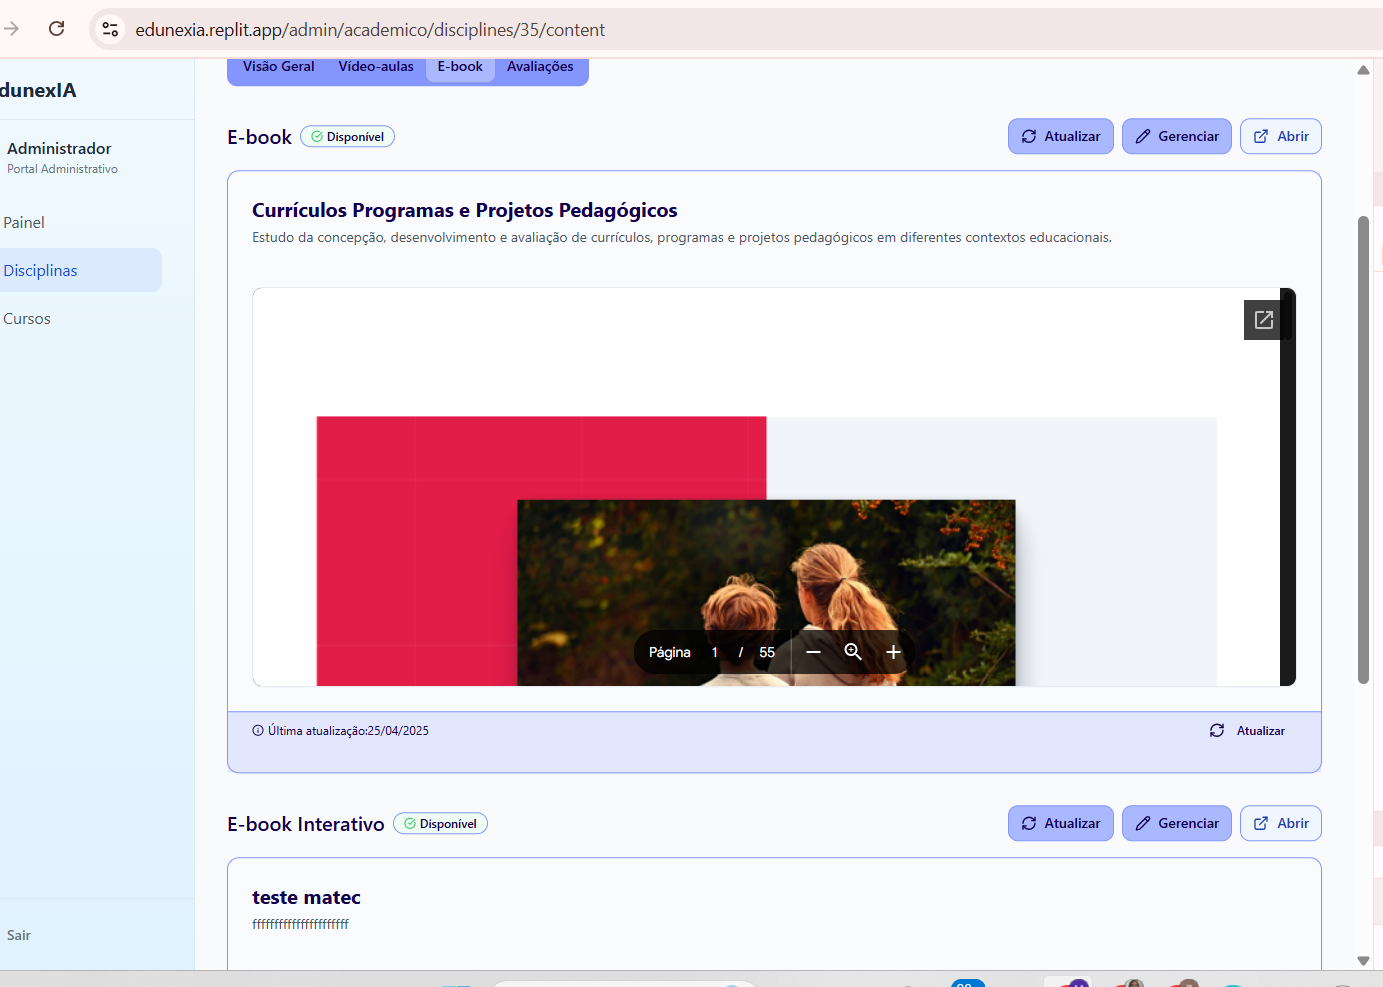 edunexia.replit.app/admin/academico/disciplines/35/content
dunexIA
Visão Geral Vídeo-aulas E-book Avaliações
Administrador
Portal Administrativo
Painel
Disciplinas
Cursos
Sair
E-book Disponível Atualizar Gerenciar Abrir
Currículos Programas e Projetos Pedagógicos
Estudo da concepção, desenvolvimento e avaliação de currículos, programas e projetos pedagógicos em diferentes contextos educacionais.
Página 1 / 55
Última atualização:25/04/2025 Atualizar
E-book Interativo Disponível Atualizar Gerenciar Abrir
teste matec
ffffffffffffffffffffff